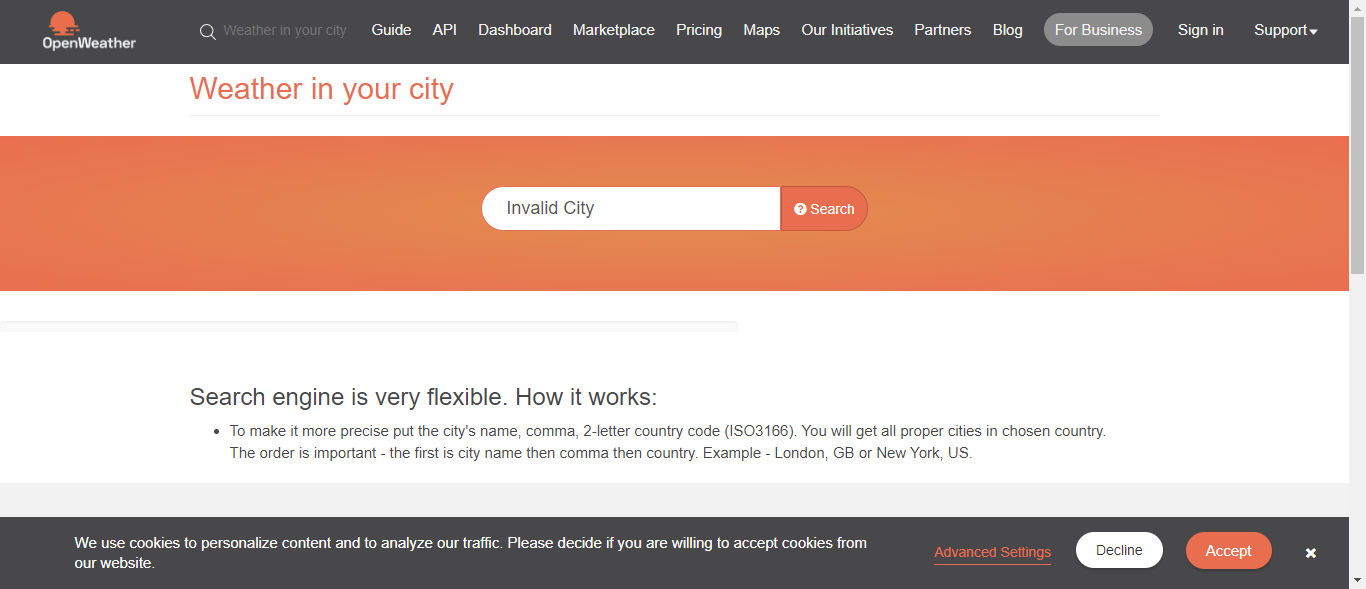 OpenWeather
Weather in your city
Guide
API
Dashboard
Marketplace
Pricing
Maps
Our Initiatives
Partners
Blog
For Business
Sign in
Support
Weather in your city
Invalid City
Search
Search engine is very flexible. How it works:
To make it more precise put the city's name, comma, 2-letter country code (ISO3166). You will get all proper cities in chosen country.
The order is important - the first is city name then comma then country. Example - London, GB or New York, US.
We use cookies to personalize content and to analyze our traffic. Please decide if you are willing to accept cookies from
our website.
Advanced Settings
Decline
Accept